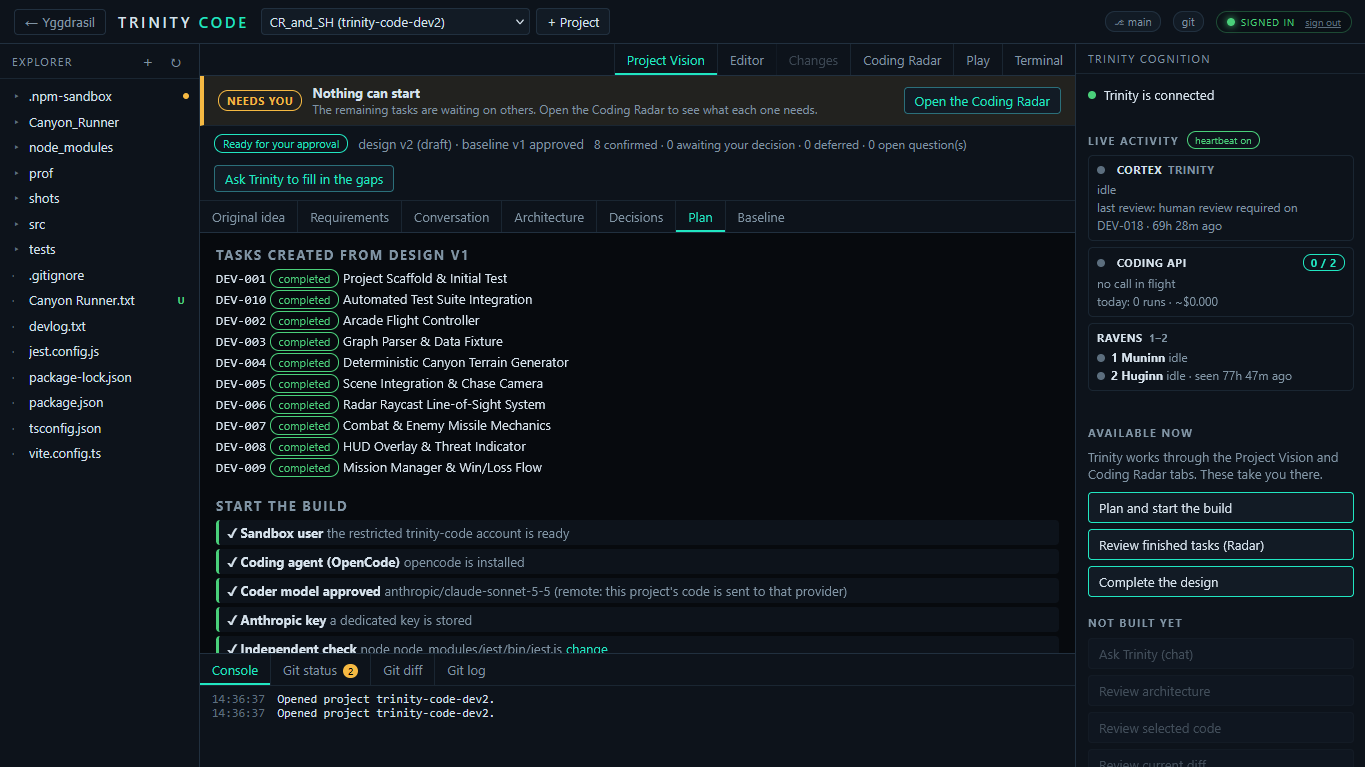 ← Yggdrasil
TRINITY CODE
CR_and_SH (trinity-code-dev2)
+ Project
main
git
SIGNED IN sign out
EXPLORER
+ ↻
.npm-sandbox
Canyon_Runner
node_modules
prof
shots
src
tests
.gitignore
Canyon Runner.txt U
devlog.txt
jest.config.js
package-lock.json
package.json
tsconfig.json
vite.config.ts
Project Vision
Editor
Changes
Coding Radar
Play
Terminal
NEEDS YOU
Nothing can start
The remaining tasks are waiting on others. Open the Coding Radar to see what each one needs.
Open the Coding Radar
Ready for your approval design v2 (draft) · baseline v1 approved 8 confirmed · 0 awaiting your decision · 0 deferred · 0 open question(s)
Ask Trinity to fill in the gaps
Original idea
Requirements
Conversation
Architecture
Decisions
Plan
Baseline
TASKS CREATED FROM DESIGN V1
DEV-001 completed Project Scaffold & Initial Test
DEV-010 completed Automated Test Suite Integration
DEV-002 completed Arcade Flight Controller
DEV-003 completed Graph Parser & Data Fixture
DEV-004 completed Deterministic Canyon Terrain Generator
DEV-005 completed Scene Integration & Chase Camera
DEV-006 completed Radar Raycast Line-of-Sight System
DEV-007 completed Combat & Enemy Missile Mechanics
DEV-008 completed HUD Overlay & Threat Indicator
DEV-009 completed Mission Manager & Win/Loss Flow
START THE BUILD
✓ Sandbox user the restricted trinity-code account is ready
✓ Coding agent (OpenCode) opencode is installed
✓ Coder model approved anthropic/claude-sonnet-5-5 (remote: this project's code is sent to that provider)
✓ Anthropic key a dedicated key is stored
✓ Independent check node node_modules/jest/bin/jest.js change
Console
Git status 2
Git diff
Git log
14:36:37 Opened project trinity-code-dev2.
14:36:37 Opened project trinity-code-dev2.
TRINITY COGNITION
Trinity is connected
LIVE ACTIVITY heartbeat on
CORTEX TRINITY
idle
last review: human review required on
DEV-018 · 69h 28m ago
CODING API 0 / 2
no call in flight
today: 0 runs · ~$0.000
RAVENS 1–2
1 Muninn idle
2 Huginn idle · seen 77h 47m ago
AVAILABLE NOW
Trinity works through the Project Vision and
Coding Radar tabs. These take you there.
Plan and start the build
Review finished tasks (Radar)
Complete the design
NOT BUILT YET
Ask Trinity (chat)
Review architecture
Review selected code
Review current diff